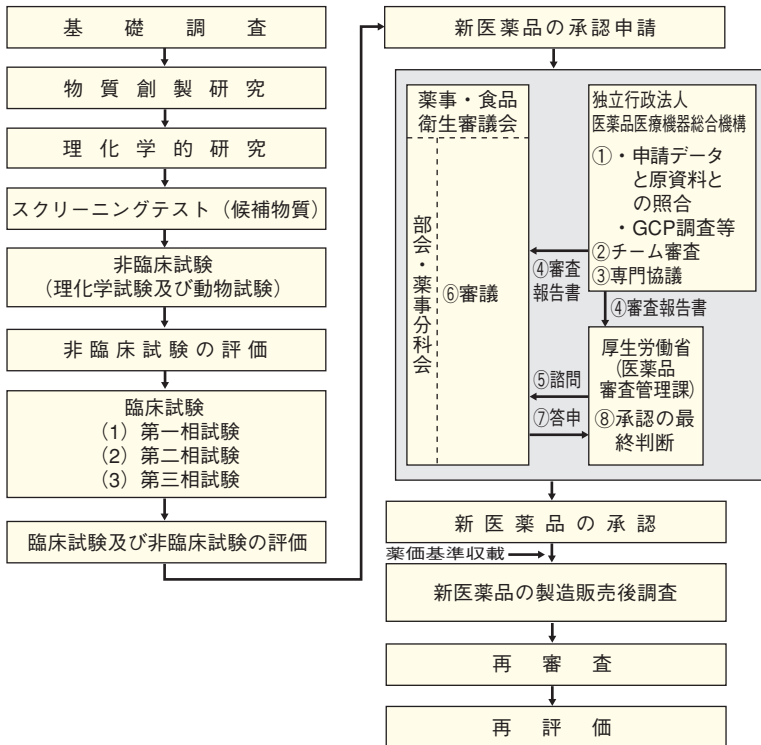 基礎調査
物質創製研究
理化学的研究
スクリーニングテスト（候補物質）
非臨床試験
（理化学試験及び動物試験）
非臨床試験の評価
臨床試験
（1）第一相試験
（2）第二相試験
（3）第三相試験
臨床試験及び非臨床試験の評価
新医薬品の承認申請
薬事・食品
衛生審議会
部会・薬事分科会
⑥審議
独立行政法人
医薬品医療機器総合機構
①・申請データ
と原資料と
の照合
・GCP調査等
②チーム審査
③専門協議
④審査
報告書
④審査報告書
厚生労働省
（医薬品
審査管理課）
⑧承認の最
終判断
⑤諮問
⑦答申
新医薬品の承認
薬価基準収載
新医薬品の製造販売後調査
再審査
再評価